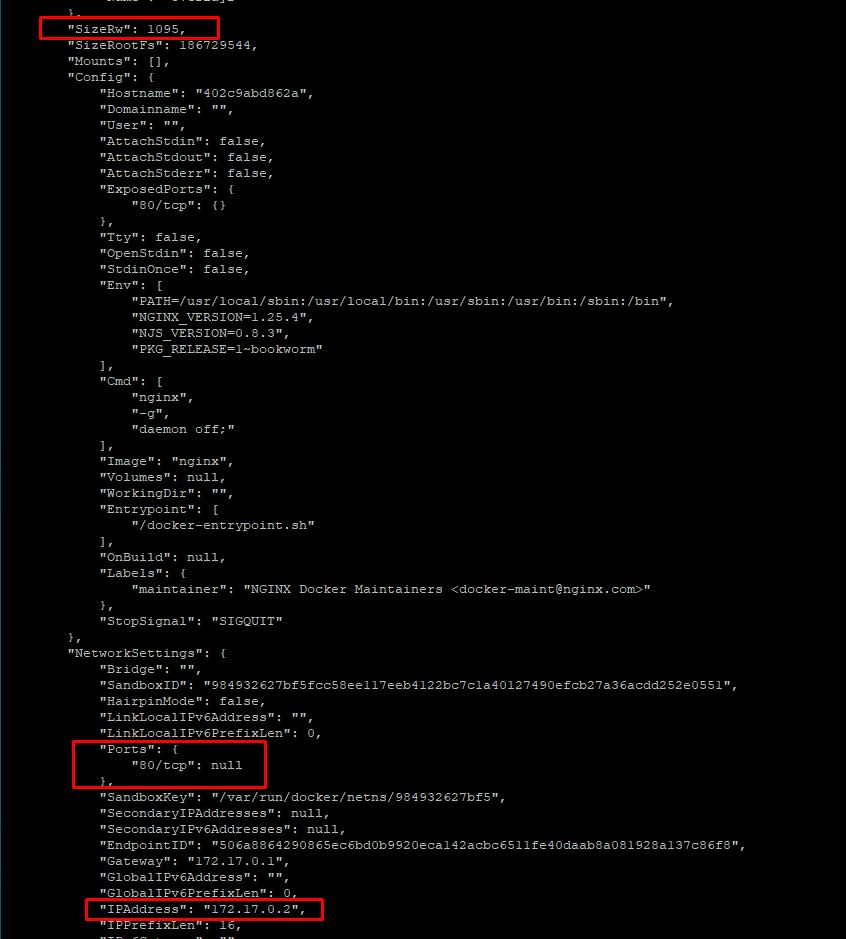 },
"SizeRw": 1095,
"SizeRootFs": 186729544,
"Mounts": [],
"Config": {
"Hostname": "402c9abd862a",
"Domainname": "",
"User": "",
"AttachStdin": false,
"AttachStdout": false,
"AttachStderr": false,
"ExposedPorts": {
"80/tcp": {}
},
"Tty": false,
"OpenStdin": false,
"StdinOnce": false,
"Env": [
"PATH=/usr/local/sbin:/usr/local/bin:/usr/sbin:/usr/bin:/sbin:/bin",
"NGINX_VERSION=1.25.4",
"NJS_VERSION=0.8.3",
"PKG_RELEASE=1~bookworm"
],
"Cmd": [
"nginx",
"-g",
"daemon off;"
],
"Image": "nginx",
"Volumes": null,
"WorkingDir": "",
"Entrypoint": [
"/docker-entrypoint.sh"
],
"OnBuild": null,
"Labels": {
"maintainer": "NGINX Docker Maintainers <docker-maint@nginx.com>"
},
"StopSignal": "SIGQUIT"
},
"NetworkSettings": {
"Bridge": "",
"SandboxID": "984932627bf5fcc58ee117eeb4122bc7c1a40127490efcb27a36acdd252e0551",
"HairpinMode": false,
"LinkLocalIPv6Address": "",
"LinkLocalIPv6PrefixLen": 0,
"Ports": {
"80/tcp": null
},
"SandboxKey": "/var/run/docker/netns/984932627bf5",
"SecondaryIPAddresses": null,
"SecondaryIPv6Addresses": null,
"EndpointID": "506a8864290865ec6bd0b9920eca142acbc6511fe40daab8a081928a137c86f8",
"Gateway": "172.17.0.1",
"GlobalIPv6Address": "",
"GlobalIPv6PrefixLen": 0,
"IPAddress": "172.17.0.2",
"IPPrefixLen": 16,